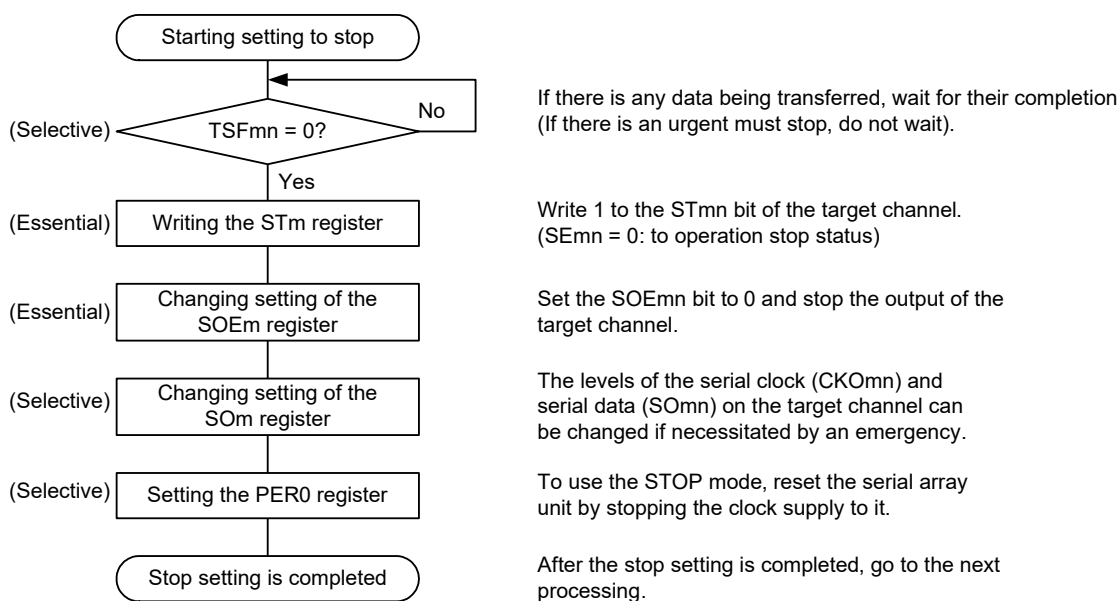 Starting setting to stop
No
If there is any data being transferred, wait for their completion
(If there is an urgent must stop, do not wait).
(Selective)
TSFmn = 0?
Yes
(Essential)
Writing the STm register
Write 1 to the STmn bit of the target channel.
(SEmn = 0: to operation stop status)
(Essential)
Changing setting of the
SOEm register
Set the SOEmn bit to 0 and stop the output of the
target channel.
(Selective)
Changing setting of the
SOm register
The levels of the serial clock (CKOmn) and
serial data (SOmn) on the target channel can
be changed if necessitated by an emergency.
(Selective)
Setting the PER0 register
To use the STOP mode, reset the serial array
unit by stopping the clock supply to it.
Stop setting is completed
After the stop setting is completed, go to the next
processing.